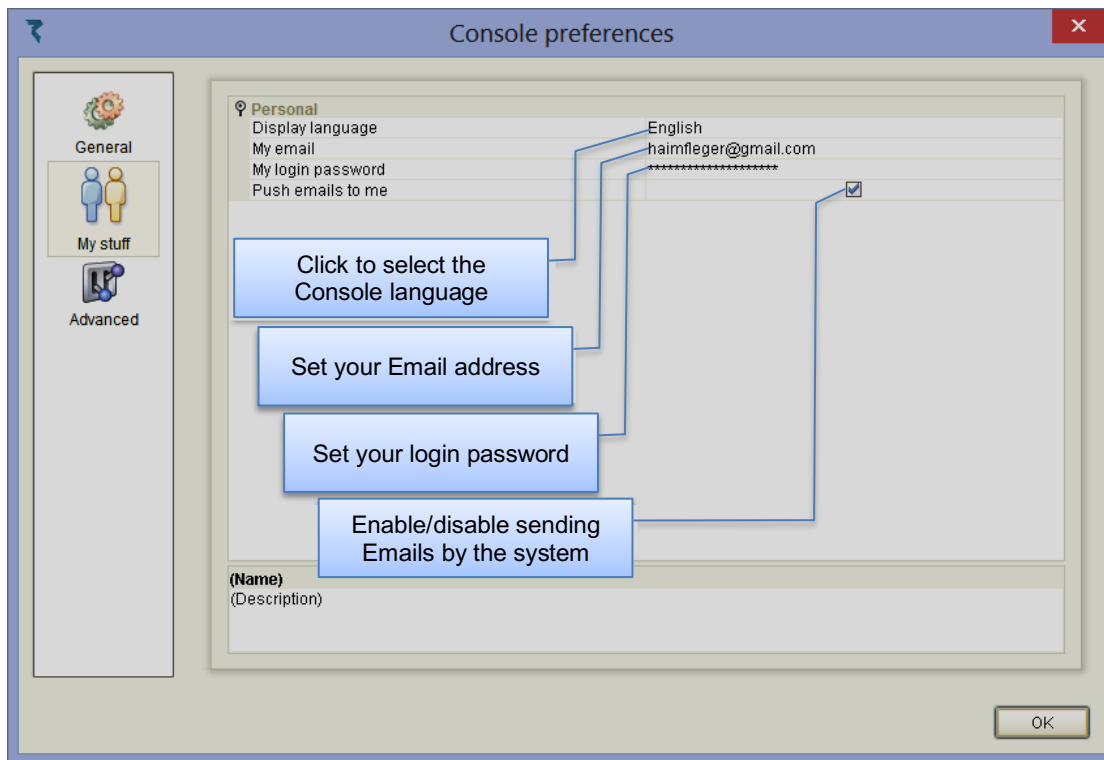 Console preferences
General
My stuff
Advanced
Personal
Display language English
My email haimfleger@gmail.com
My login password ********************
Push emails to me
Click to select the
Console language
Set your Email address
Set your login password
Enable/disable sending
Emails by the system
(Name)
(Description)
OK